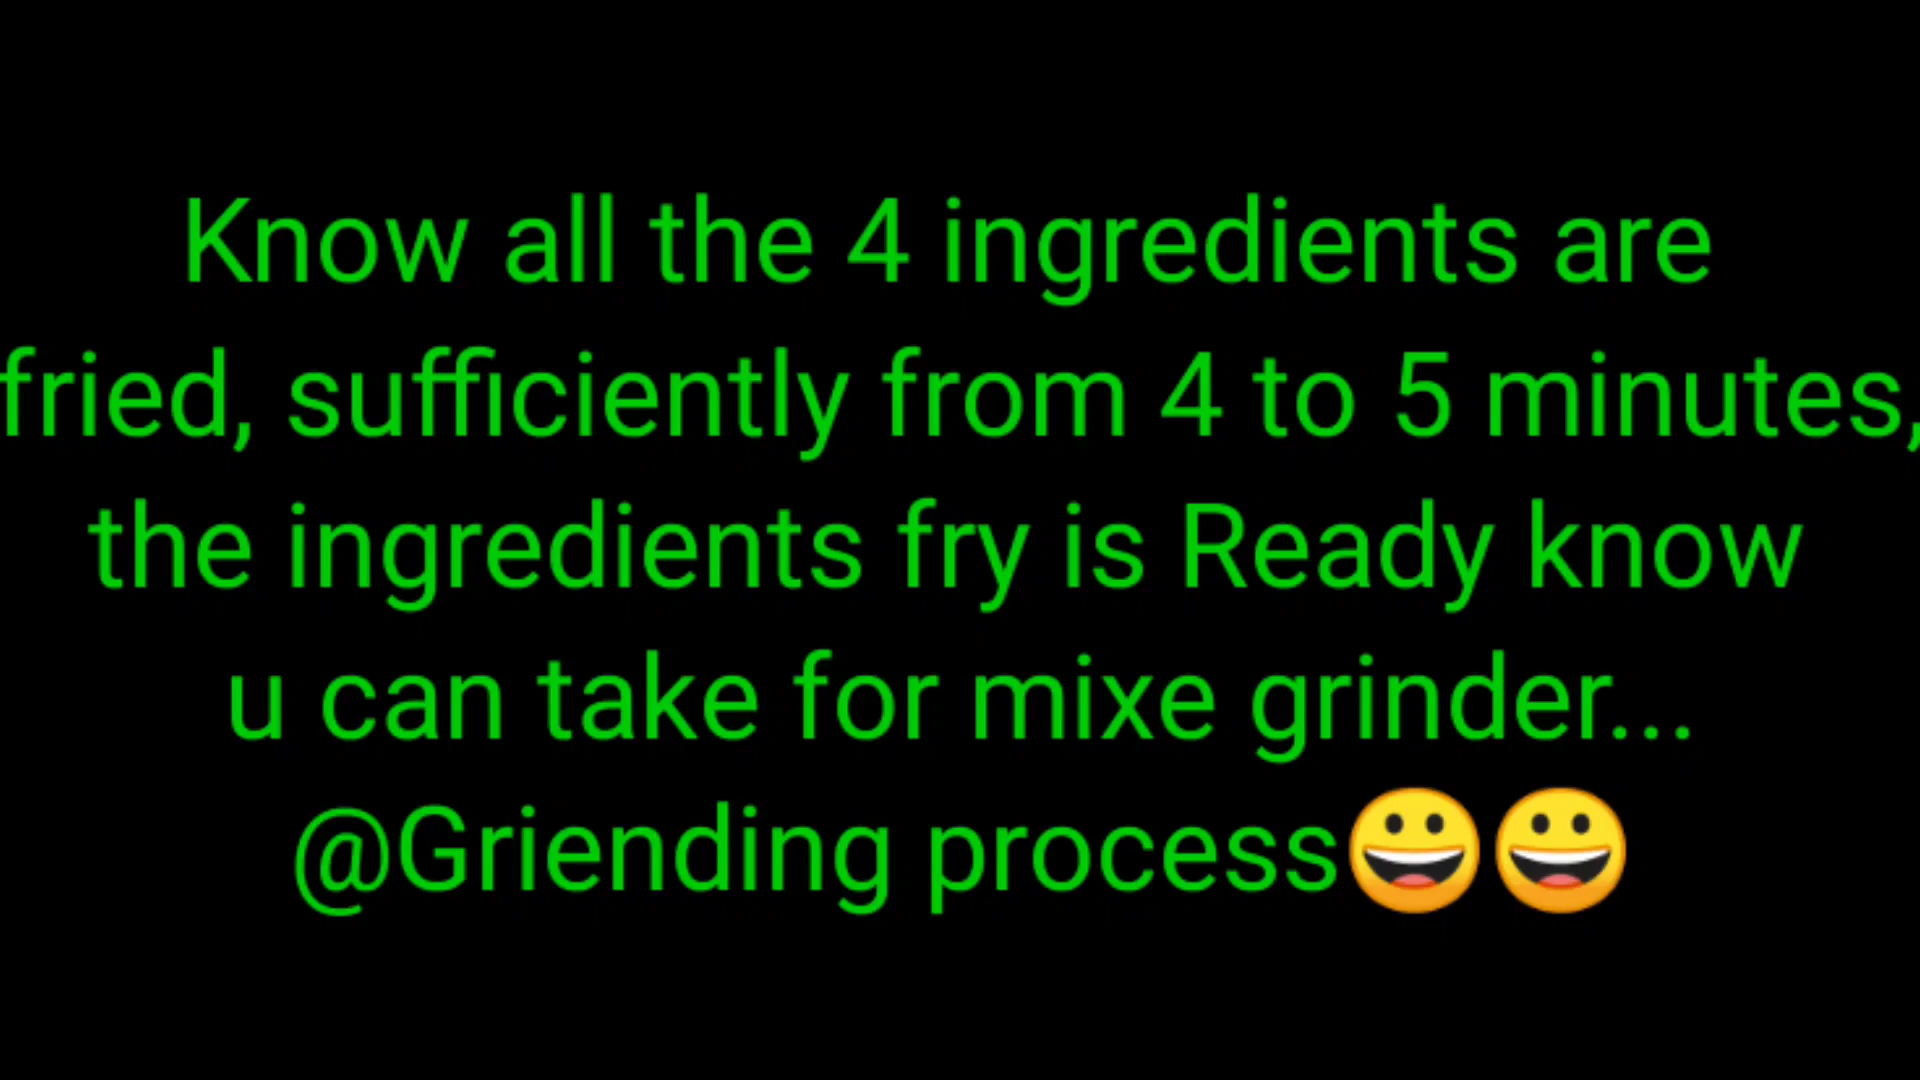 Know all the 4 ingredients are
fried, sufficiently from 4 to 5 minutes,
the ingredients fry is Ready know
u can take for mixe grinder...
@Griending process😀😀